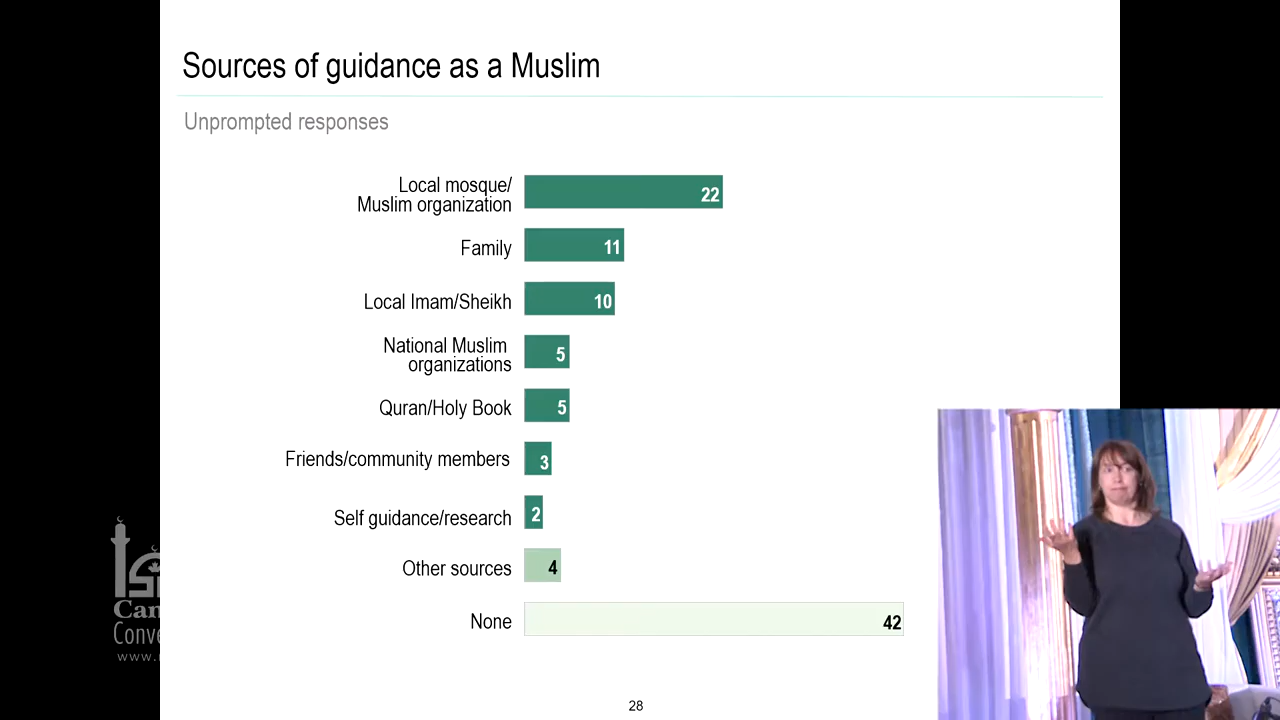 Sources of guidance as a Muslim
Unprompted responses
Local mosque/
Muslim organization
22
Family
11
Local Imam/Sheikh
10
National Muslim
organizations
5
Quran/Holy Book
5
Friends/community members
3
Self guidance/research
2
Other sources
4
None
42
28